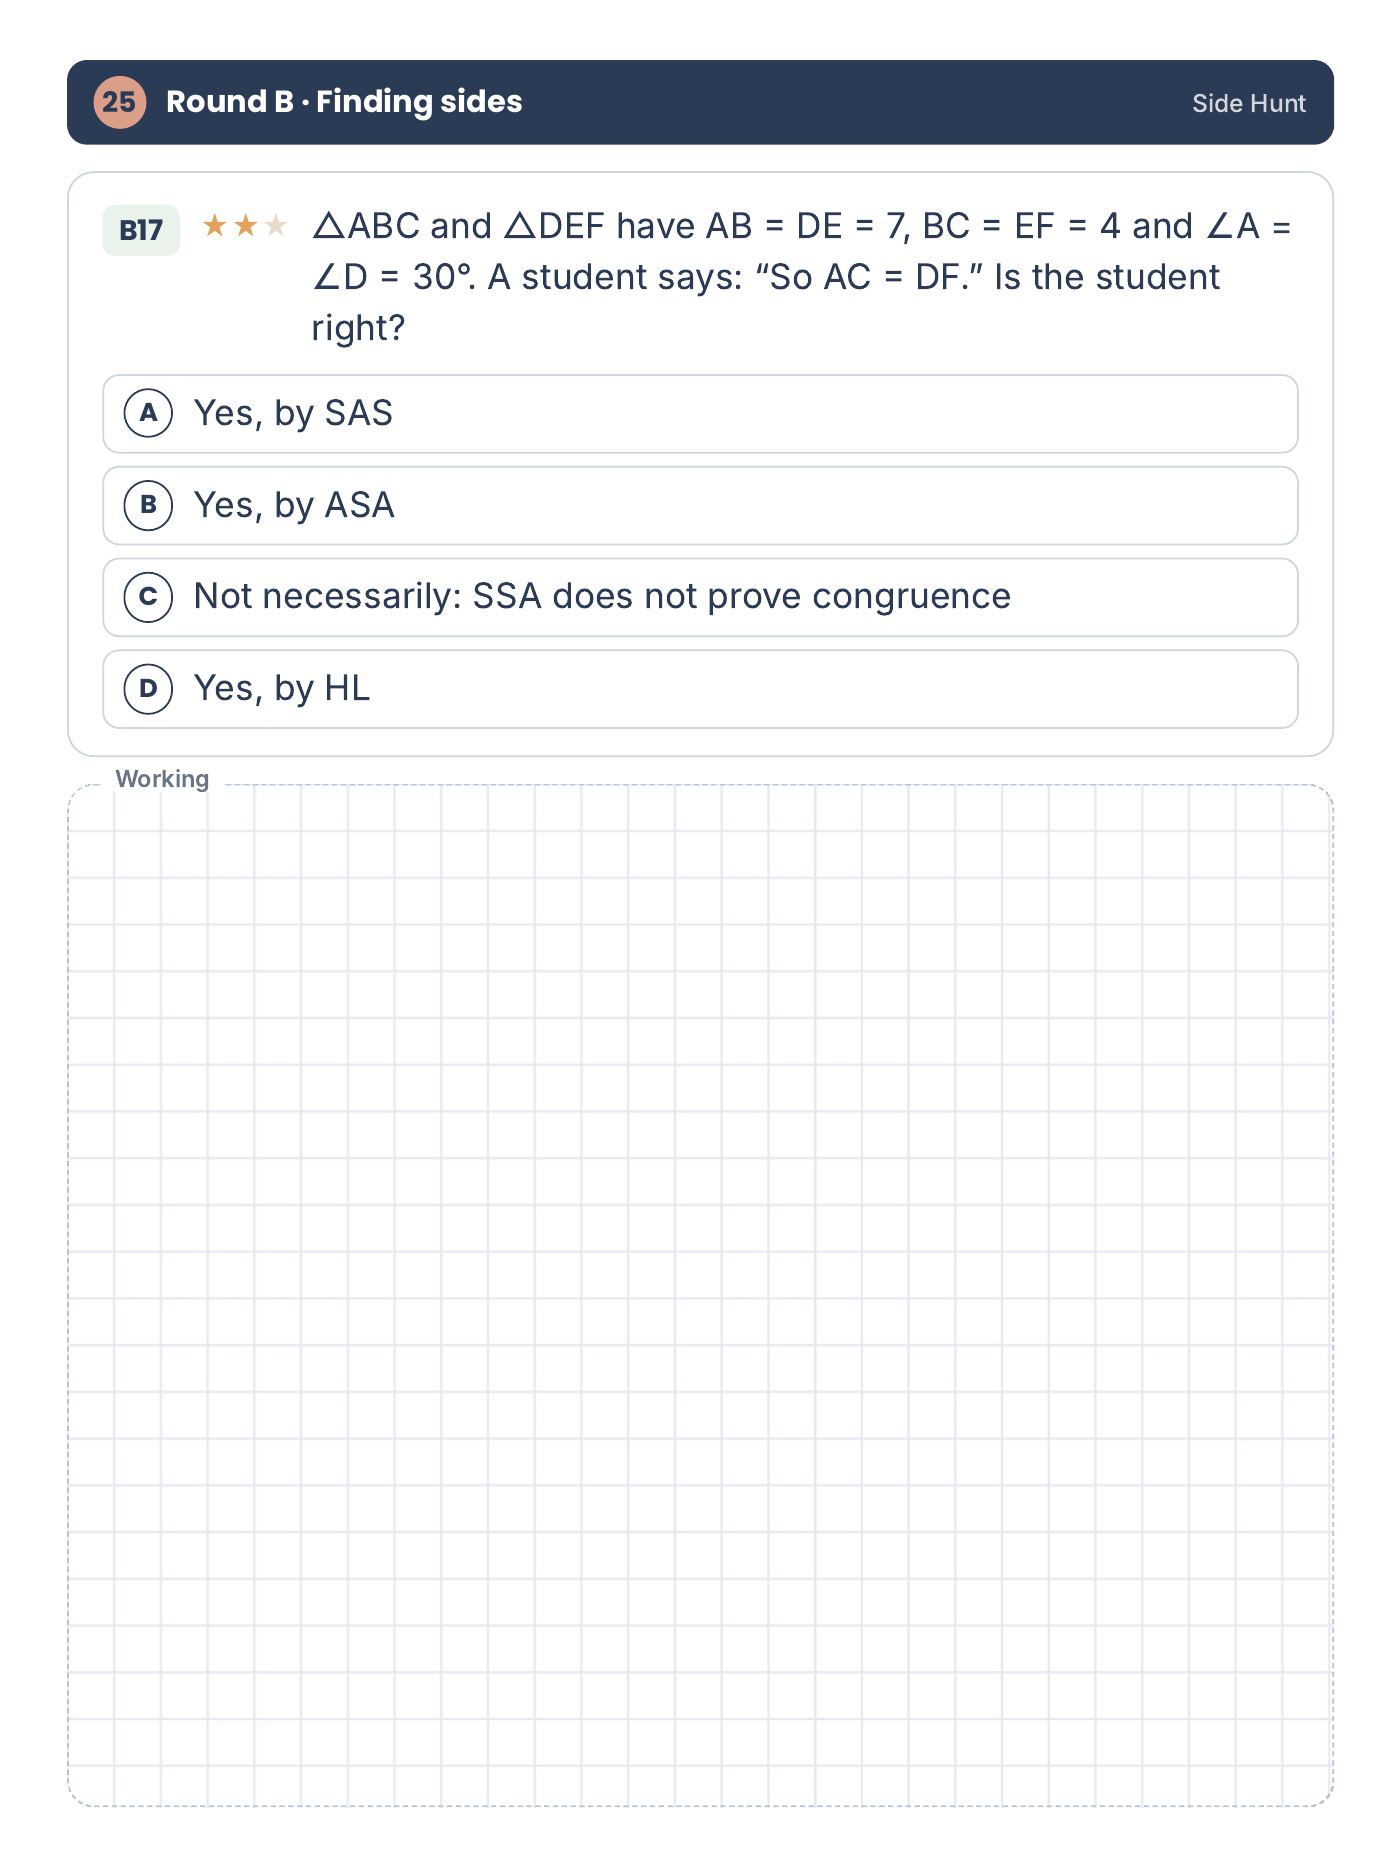 25 Round B · Finding sides Side Hunt
B17 ★★★ △ABC and △DEF have AB = DE = 7, BC = EF = 4 and ∠A =
∠D = 30°. A student says: “So AC = DF.” Is the student
right?
A Yes, by SAS
B Yes, by ASA
C Not necessarily: SSA does not prove congruence
D Yes, by HL
Working